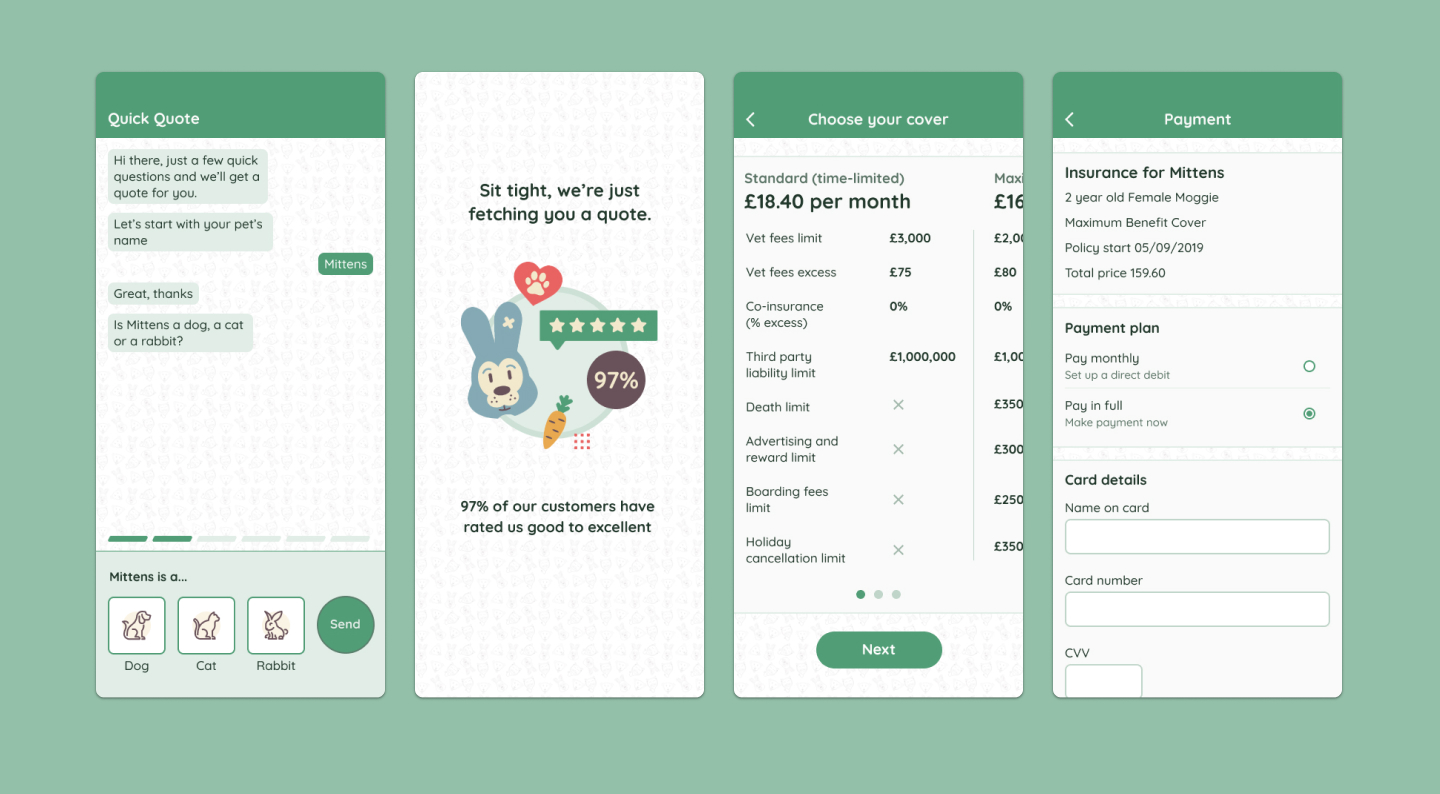 Quick Quote
Hi there, just a few quick
questions and we'll get a
quote for you.
Let's start with your pet's
name
Mittens
Great, thanks
Is Mittens a dog, a cat
or a rabbit?
Mittens is a...
Send
Dog Cat Rabbit
Sit tight, we're just
fetching you a quote.
97%
97% of our customers have
rated us good to excellent
Choose your cover
Standard (time-limited)
£18.40 per month
Vet fees limit £3,000
Vet fees excess £75 £80
Co-insurance 0% 0%
(% excess)
Third party £1,000,000
liability limit
Death limit £350
Advertising and £300
reward limit
Boarding fees £250
limit
Holiday £350
cancellation limit
Next
Payment
Insurance for Mittens
2 year old Female Moggie
Maximum Benefit Cover
Policy start 05/09/2019
Total price 159.60
Payment plan
Pay monthly
Set up a direct debit
Pay in full
Make payment now
Card details
Name on card
Card number
CVV